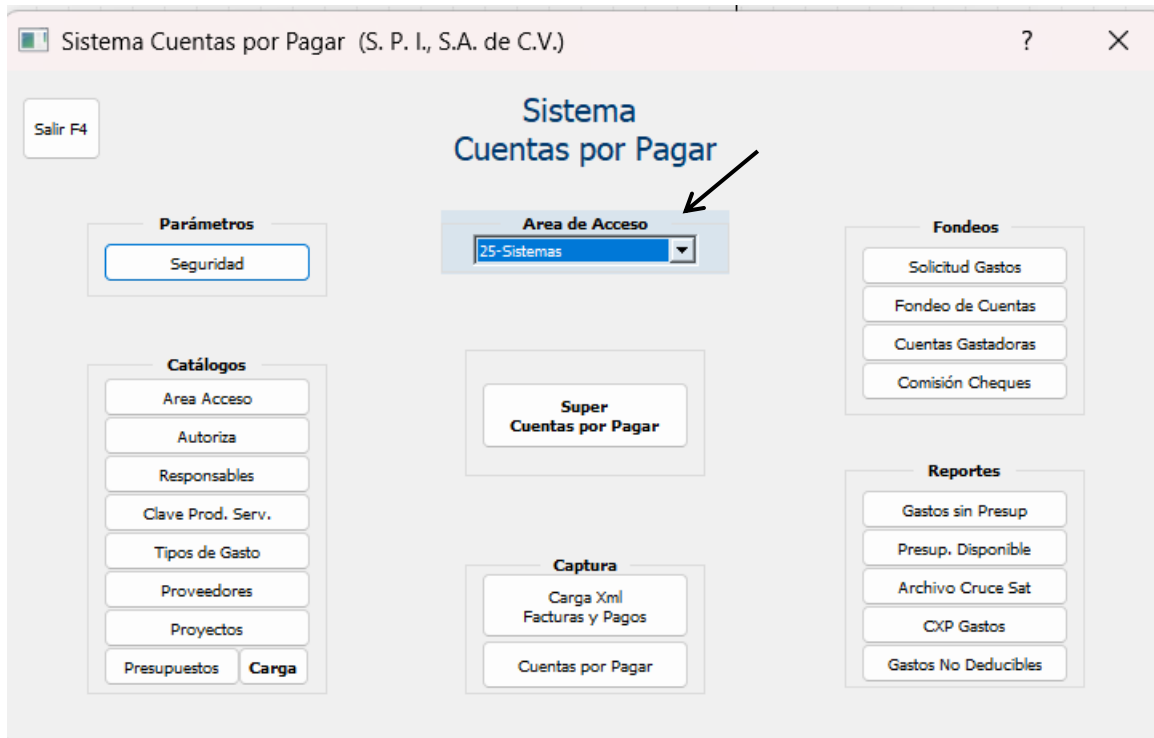 Sistema Cuentas por Pagar (S. P. I., S.A. de C.V.)
?
Salir F4
Sistema
Cuentas por Pagar
Parámetros
Seguridad
Catálogos
Area Acceso
Autoriza
Responsables
Clave Prod. Serv.
Tipos de Gasto
Proveedores
Proyectos
Presupuestos Carga
Area de Acceso
25-Sistemas
Super
Cuentas por Pagar
Captura
Carga Xml
Facturas y Pagos
Cuentas por Pagar
Fondeos
Solicitud Gastos
Fondeo de Cuentas
Cuentas Gastadoras
Comisión Cheques
Reportes
Gastos sin Presup
Presup. Disponible
Archivo Cruce Sat
CXP Gastos
Gastos No Deducibles